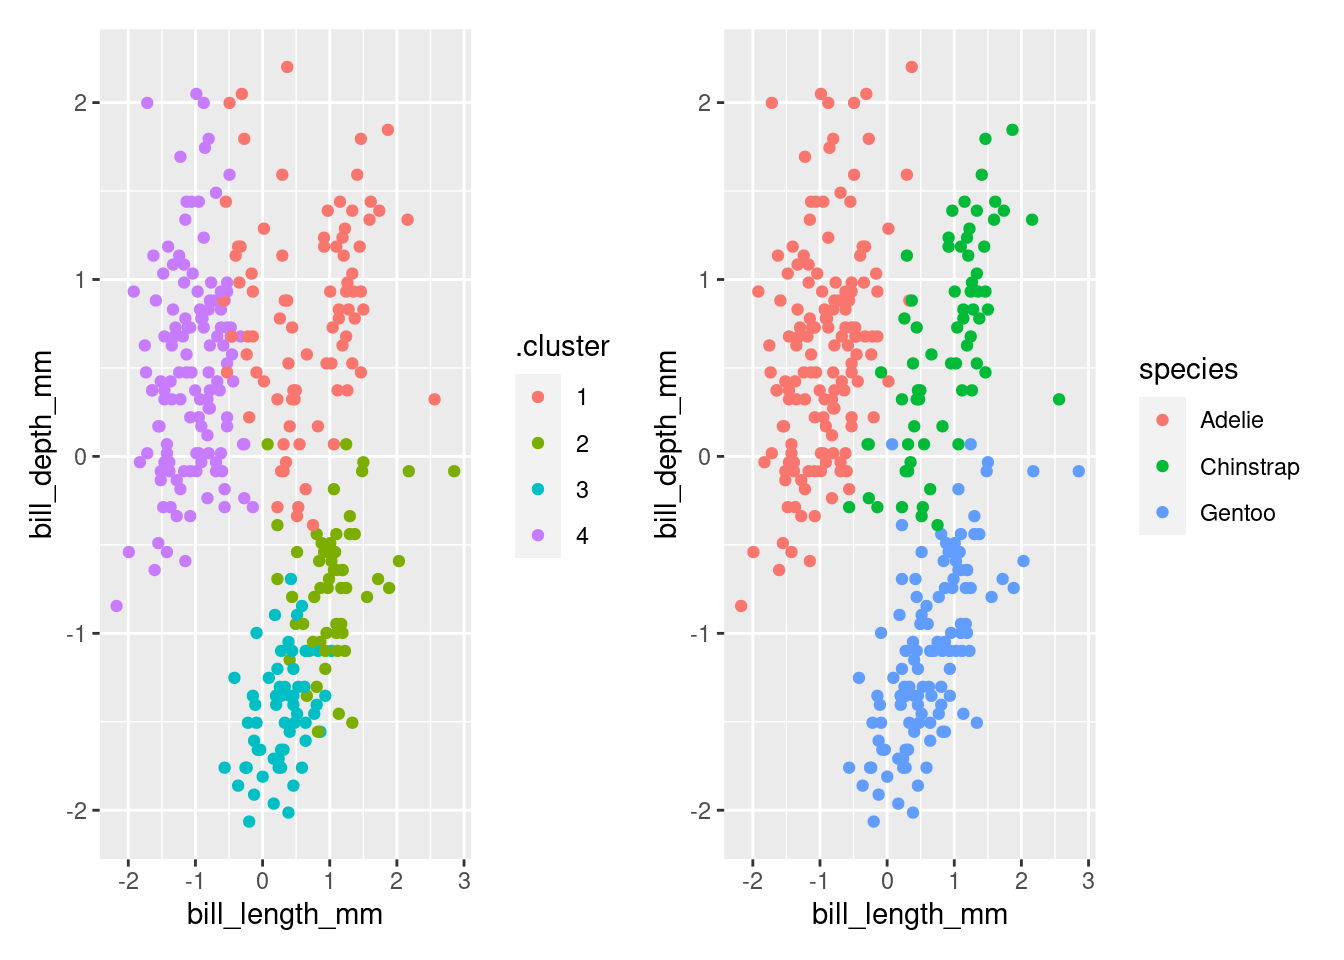 2
1
0
-1
-2
bill_depth_mm
-2 -1 0 1 2 3
bill_length_mm
.cluster
1
2
3
4
2
1
0
-1
-2
bill_depth_mm
-2 -1 0 1 2 3
bill_length_mm
species
Adelie
Chinstrap
Gentoo